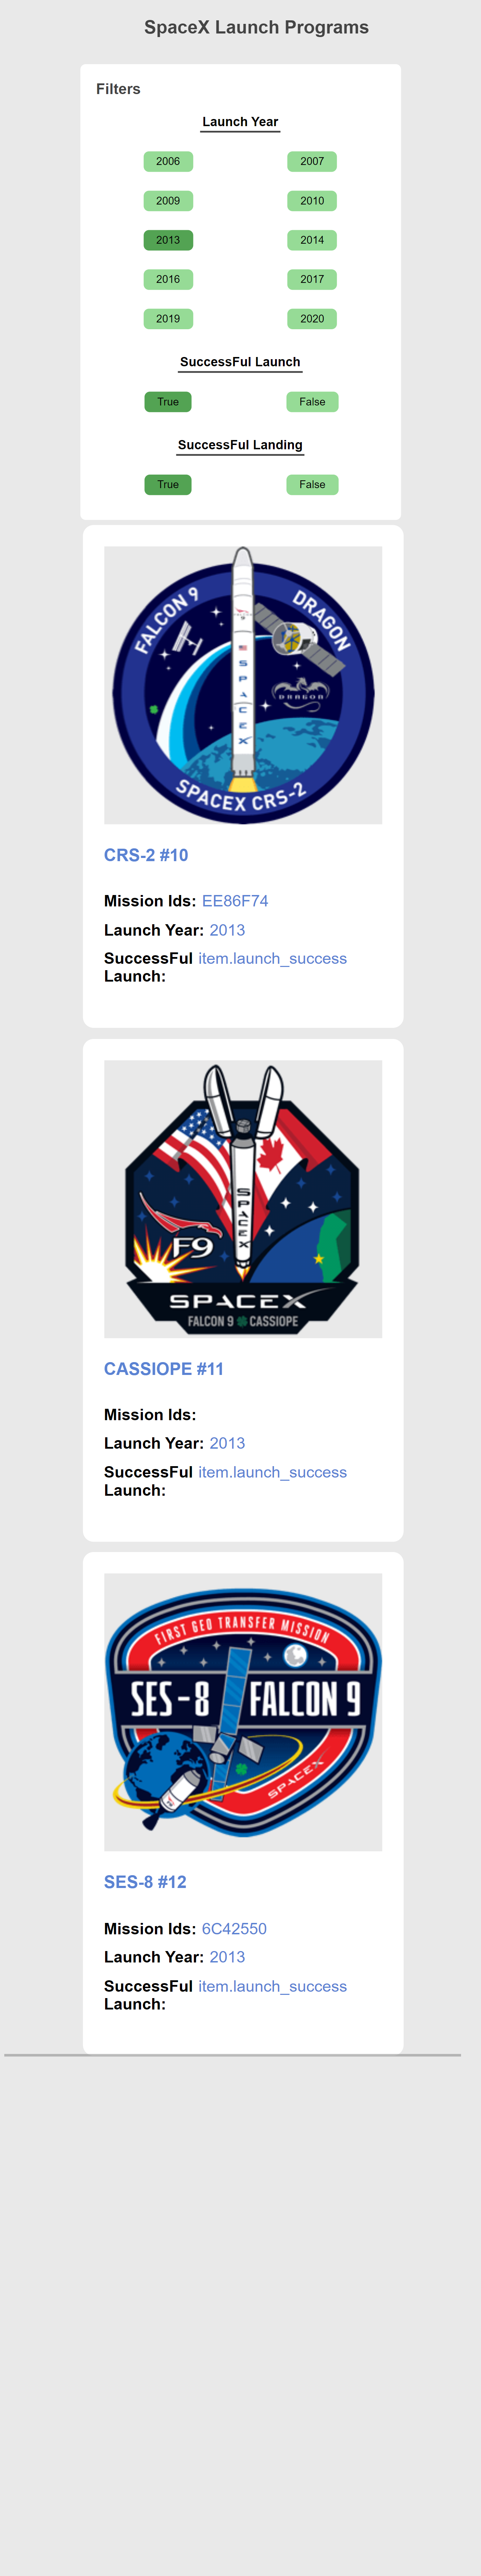 SpaceX Launch Programs
Filters
Launch Year
2006 2007
2009 2010
2013 2014
2016 2017
2019 2020
SuccessFul Launch
True False
SuccessFul Landing
True False
FALCON 9 DRAGON
SPACEX
DRAGON
SPACEX CRS-2
CRS-2 #10
Mission Ids: EE86F74
Launch Year: 2013
SuccessFul item.launch_success
Launch:
SPACEX
F9
SPACEX
FALCON 9 CASSIOPE
CASSIOPE #11
Mission Ids:
Launch Year: 2013
SuccessFul item.launch_success
Launch:
FIRST GEO TRANSFER MISSION
SES-8 FALCON 9
SPACEX
SES-8 #12
Mission Ids: 6C42550
Launch Year: 2013
SuccessFul item.launch_success
Launch: